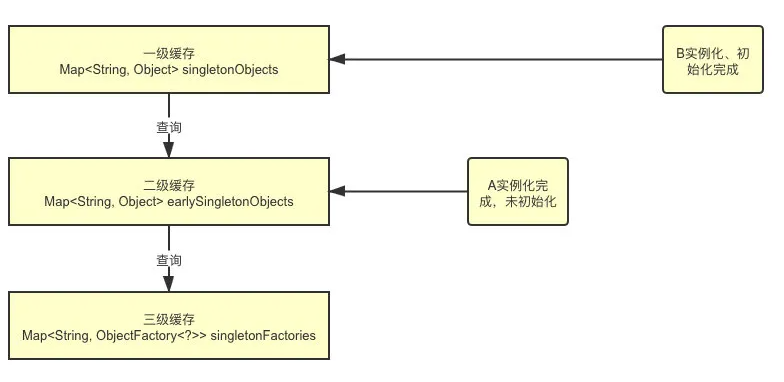 一级缓存
Map<String, Object> singletonObjects
B实例化、初
始化完成
查询
二级缓存
Map<String, Object> earlySingletonObjects
A实例化完
成，未初始化
查询
三级缓存
Map<String, ObjectFactory<?>> singletonFactories